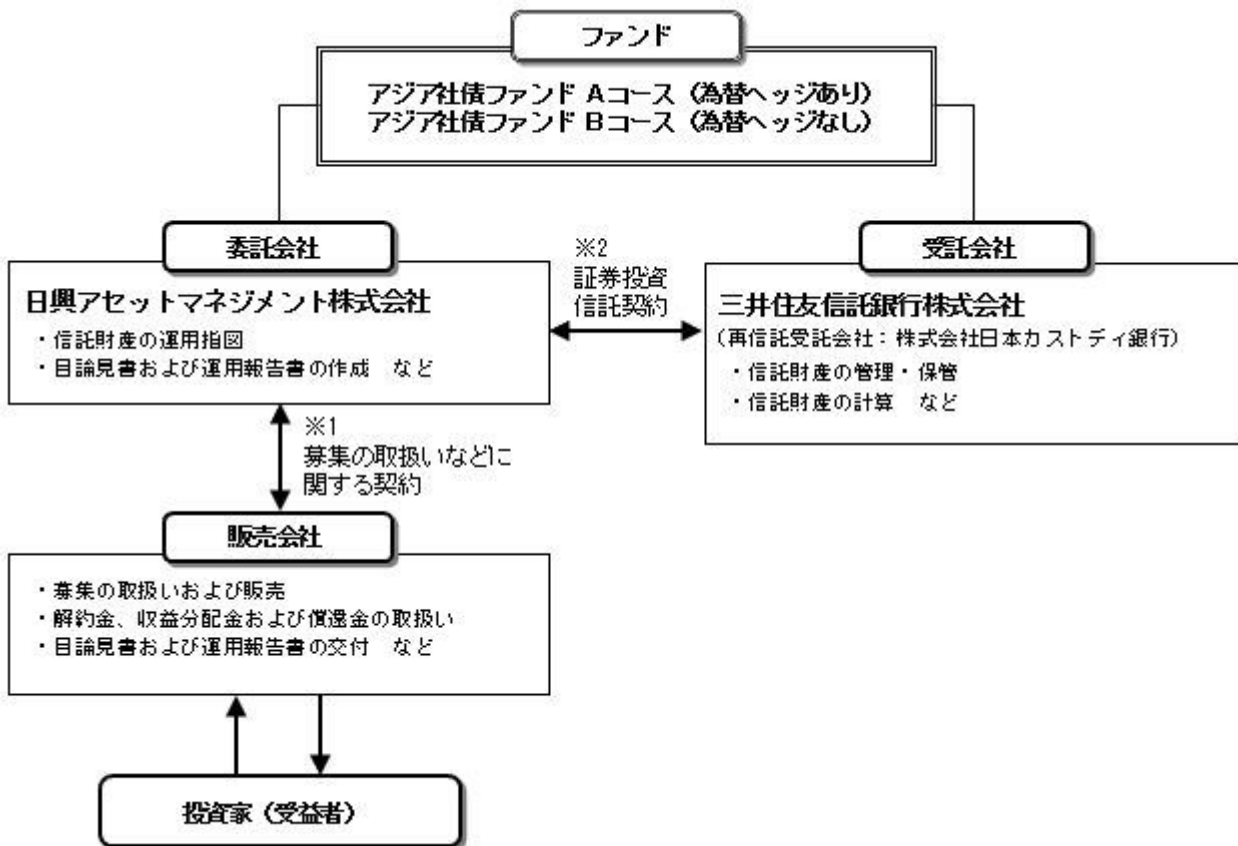 ファンド
アジア社債ファンド Aコース（為替ヘッジあり）
アジア社債ファンド Bコース（為替ヘッジなし）
委託会社
日興アセットマネジメント株式会社
・信託財産の運用指図
・目論見書および運用報告書の作成　など
※2
証券投資
信託契約
受託会社
三井住友信託銀行株式会社
（再信託受託会社：株式会社日本カストディ銀行）
・信託財産の管理・保管
・信託財産の計算　など
※1
募集の取扱いなどに
関する契約
販売会社
・募集の取扱いおよび販売
・解約金、収益分配金および償還金の取扱い
・目論見書および運用報告書の交付　など
投資家（受益者）